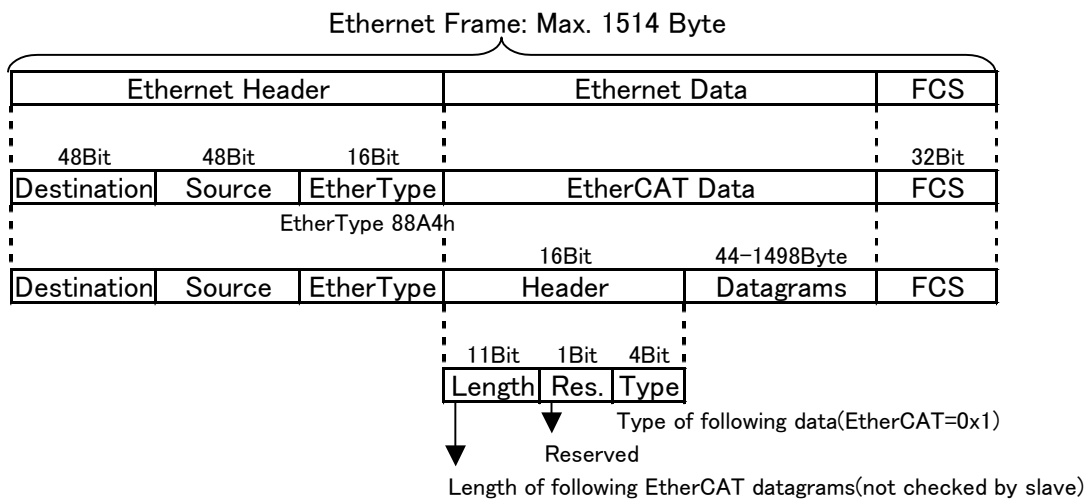 Ethernet Frame: Max. 1514 Byte
Ethernet Header Ethernet Data FCS
48Bit 48Bit 16Bit 32Bit
Destination Source EtherType EtherCAT Data FCS
EtherType 88A4h
16Bit 44-1498Byte
Destination Source EtherType Header Datagrams FCS
11Bit 1Bit 4Bit
Length Res. Type
Type of following data(EtherCAT=0x1)
Reserved
Length of following EtherCAT datagrams(not checked by slave)